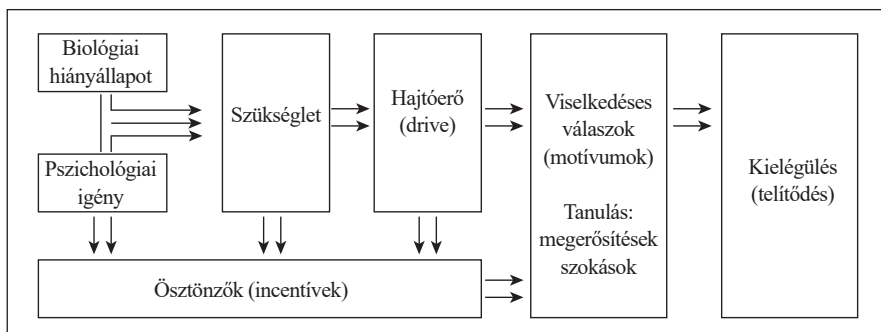 Biológiai
hiányállapot
Pszichológiai
igény
Szükséglet
Hajtóerő
(drive)
Ösztönzők (incentívek)
Viselkedéses
válaszok
(motívumok)
Tanulás:
megerősítések
szokások
Kielégülés
(telítődés)